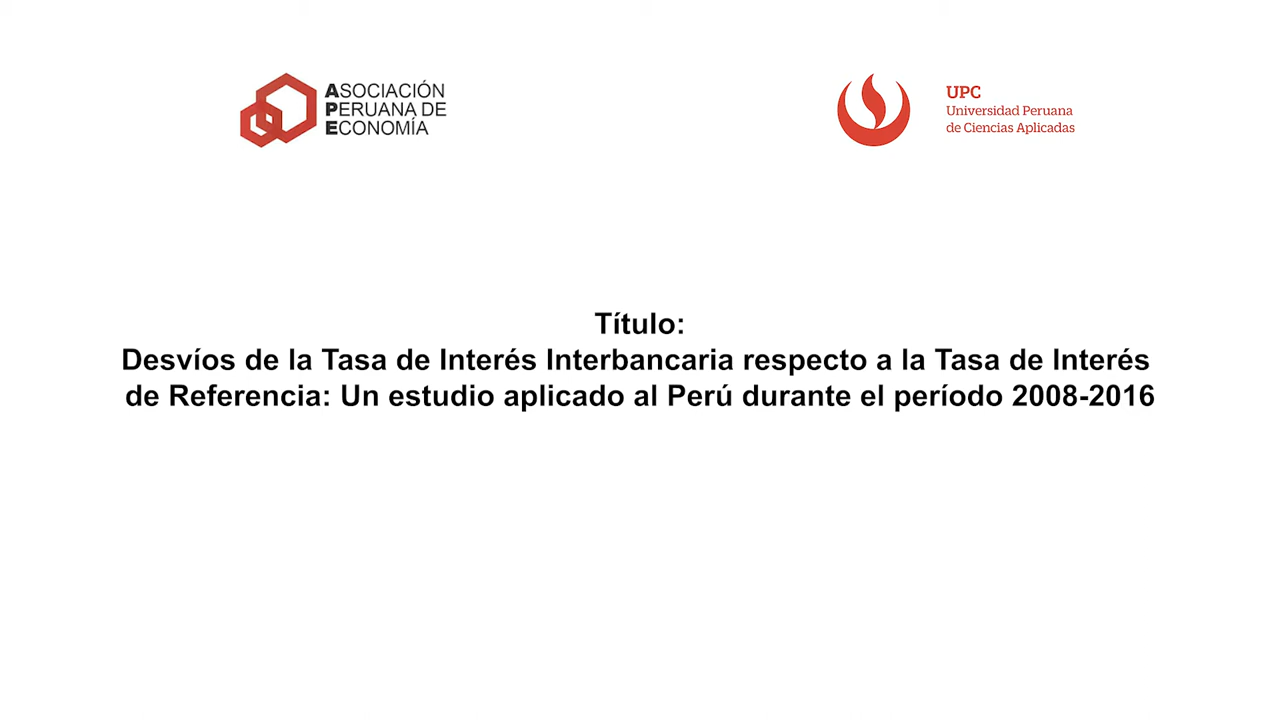 ASOCIACIÓN
PERUANA DE
ECONOMÍA
UPC
Universidad Peruana
de Ciencias Aplicadas
Título:
Desvíos de la Tasa de Interés Interbancaria respecto a la Tasa de Interés
de Referencia: Un estudio aplicado al Perú durante el período 2008-2016